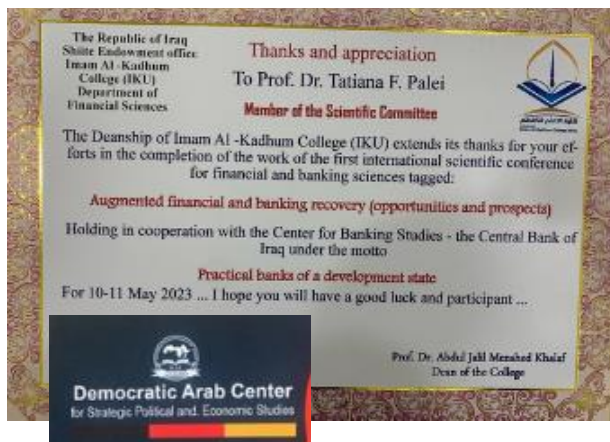 The Republic of Iraq
Shiite Endowment office
Imam Al -Kadhum
College (IKU)
Department of
Financial Sciences
Thanks and appreciation
To Prof. Dr. Tatiana F. Palei
Member of the Scientific Committee
The Deanship of Imam Al -Kadhum College (IKU) extends its thanks for your ef-
forts in the completion of the work of the first international scientific conference
for financial and banking sciences tagged:
Augmented financial and banking recovery (opportunities and prospects)
Holding in cooperation with the Center for Banking Studies - the Central Bank of
Iraq under the motto
Practical banks of a development state
For 10-11 May 2023 ... I hope you will have a good luck and participant ...
Prof. Dr. Abdul Jalil Menahed Khalaf
Dean of the College
Democratic Arab Center
for Strategic Political and. Economic Studies